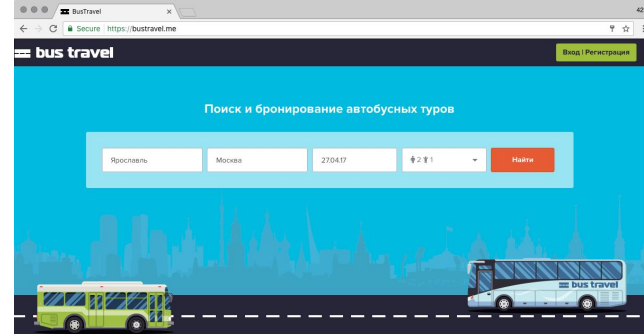 BusTravel
42
Secure https://bustravel.me
bus travel
Вход | Регистрация
Поиск и бронирование автобусных туров
Ярославль
Москва
27.04.17
2 1
Найти
bus travel